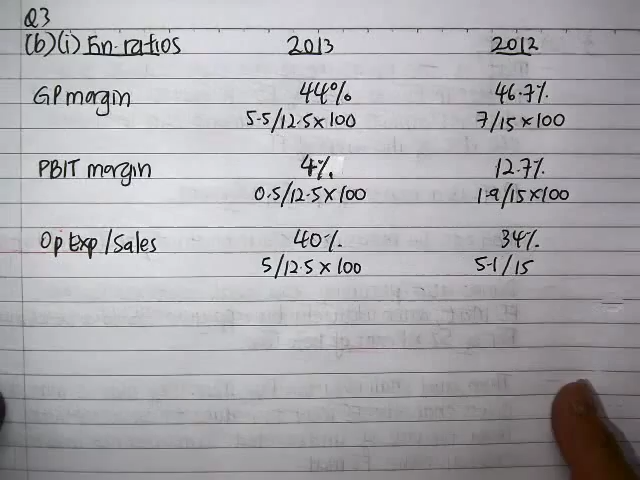 Q3
(b)(i) Fin. ratios 2013 2012
GP margin 44% 46.7%
5.5/12.5 x 100 7/15 x 100
PBIT margin 4% 12.7%
0.5/12.5 x 100 1.9/15 x 100
Op Exp/Sales 40% 34%
5/12.5 x 100 5.1/15